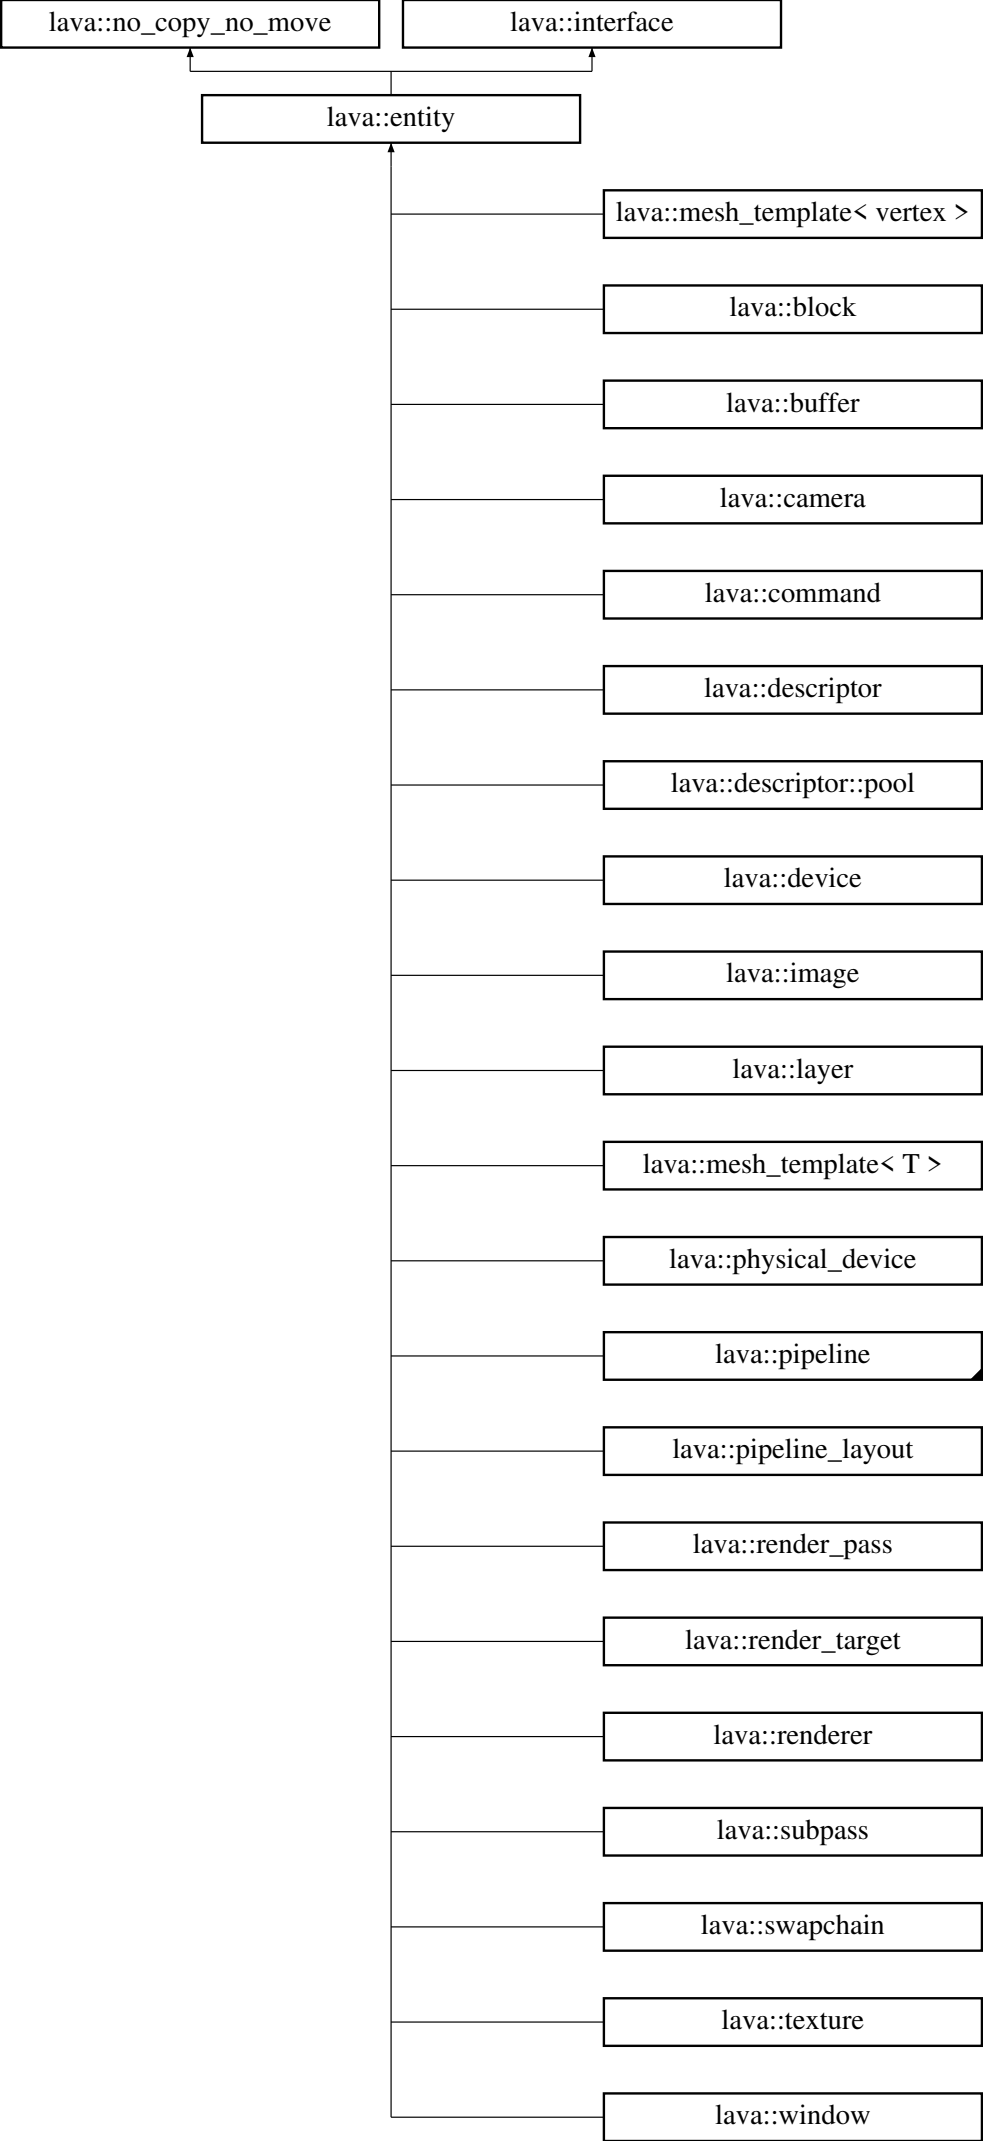 lava::no_copy_no_move
lava::interface
lava::entity
lava::mesh_template< vertex >
lava::block
lava::buffer
lava::camera
lava::command
lava::descriptor
lava::descriptor::pool
lava::device
lava::image
lava::layer
lava::mesh_template< T >
lava::physical_device
lava::pipeline
lava::pipeline_layout
lava::render_pass
lava::render_target
lava::renderer
lava::subpass
lava::swapchain
lava::texture
lava::window